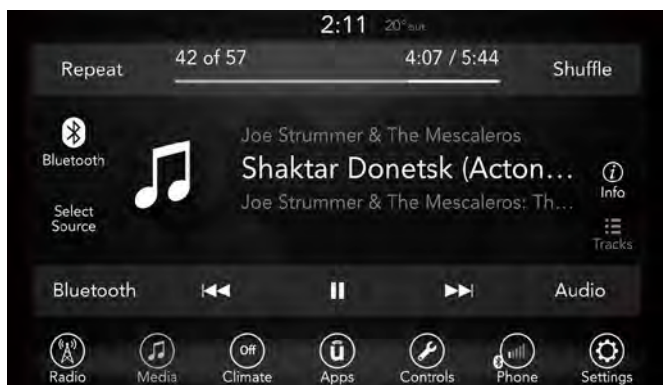 2:11 20° out
Repeat 42 of 57 4:07 / 5:44 Shuffle
Bluetooth
Joe Strummer & The Mescaleros
Shaktar Donetsk (Acton...
Joe Strummer & The Mescaleros: Th...
i
Info
Select
Source
Tracks
Bluetooth Audio
Radio Media Off Climate ū Apps Controls Phone Settings